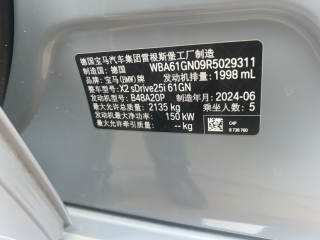 德国宝马汽车集团雷根斯堡工厂制造
制造国：德国 WBA61GN09R5029311
品牌：宝马(BMW)牌 发动机排量：1998 mL
整车型号：X2 sDrive25i 61GN
发动机型号：B48A20P 制造年月：2024-06
最大允许总质量：2135 kg 乘坐人数：5
发动机最大净功率：150 kW
最大允许牵引质量：-- kg
CHP
8 738 760